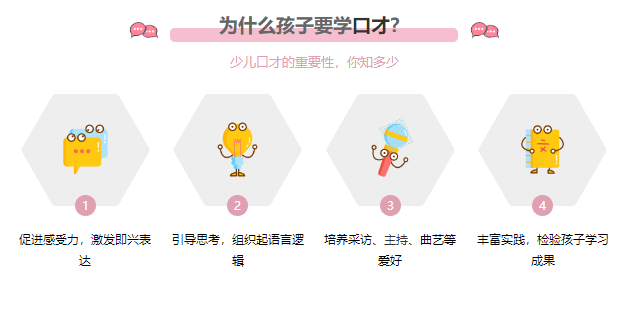 为什么孩子要学口才?
少儿口才的重要性，你知多少
1
2
3
4
促进感受力，激发即兴表
达
引导思考，组织起语言逻
辑
培养采访、主持、曲艺等
爱好
丰富实践，检验孩子学习
成果